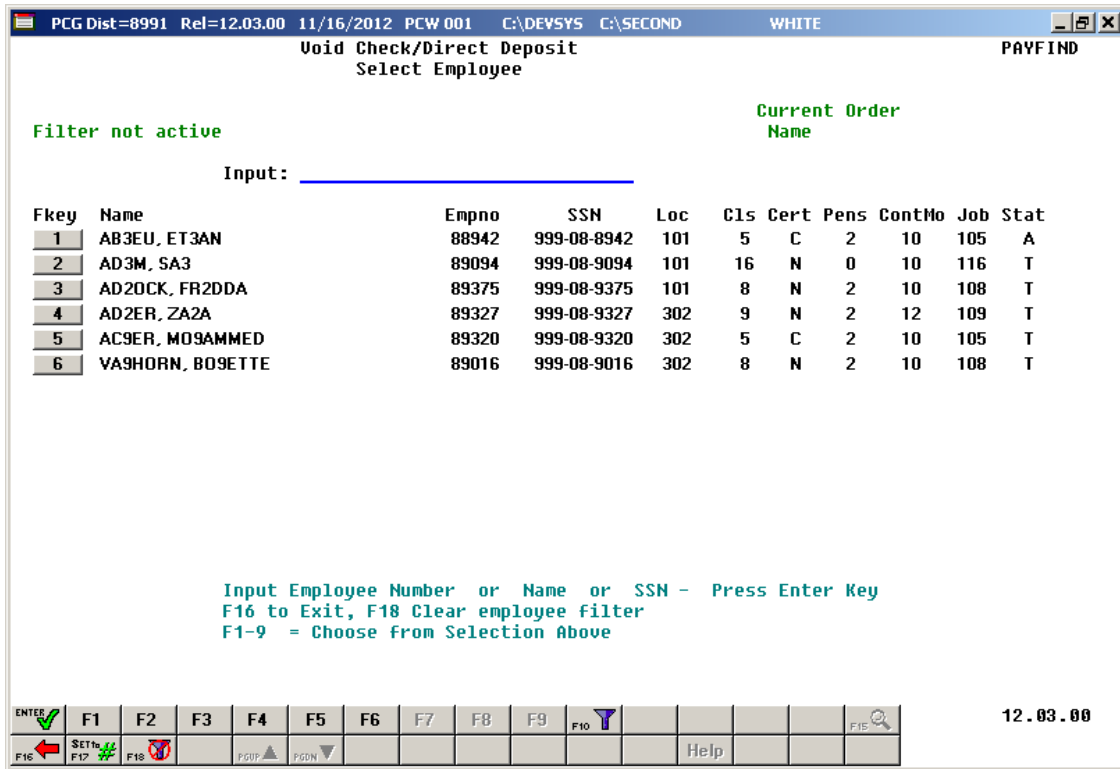 PCG Dist=8991 Rel=12.03.00 11/16/2012 PCW 001 C:\DEVSYS C:\SECOND WHITE
Void Check/Direct Deposit PAYFIND
Select Employee
Current Order
Filter not active Name
Input:
Fkey Name Empno SSN Loc Cls Cert Pens ContMo Job Stat
1 AB3EU, ET3AN 88942 999-08-8942 101 5 C 2 10 105 A
2 AD3M, SA3 89094 999-08-9094 101 16 N 0 10 116 T
3 AD2OCK, FR2DDA 89375 999-08-9375 101 8 N 2 10 108 T
4 AD2ER, ZA2A 89327 999-08-9327 302 9 N 2 12 109 T
5 AC9ER, MO9AMMED 89320 999-08-9320 302 5 C 2 10 105 T
6 VA9HORN, BO9ETTE 89016 999-08-9016 302 8 N 2 10 108 T
Input Employee Number or Name or SSN - Press Enter Key
F16 to Exit, F18 Clear employee filter
F1-9 = Choose from Selection Above
ENTER F1 F2 F3 F4 F5 F6 F7 F8 F9 F10 F15 12.03.00
F16 SETto F17 # F18 PGUP PGDN Help